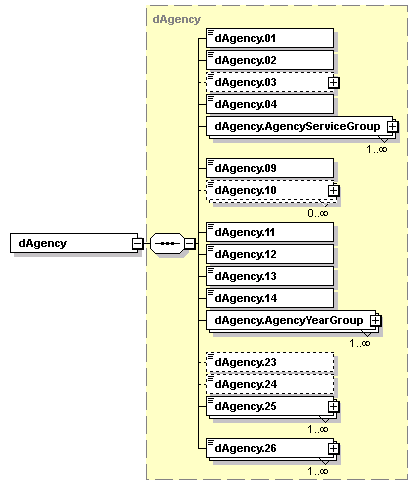 dAgency
dAgency.01
dAgency.02
dAgency.03
dAgency.04
dAgency.AgencyServiceGroup
1..∞
dAgency.09
dAgency.10
0..∞
dAgency
dAgency.11
dAgency.12
dAgency.13
dAgency.14
dAgency.AgencyYearGroup
1..∞
dAgency.23
dAgency.24
dAgency.25
1..∞
dAgency.26
1..∞